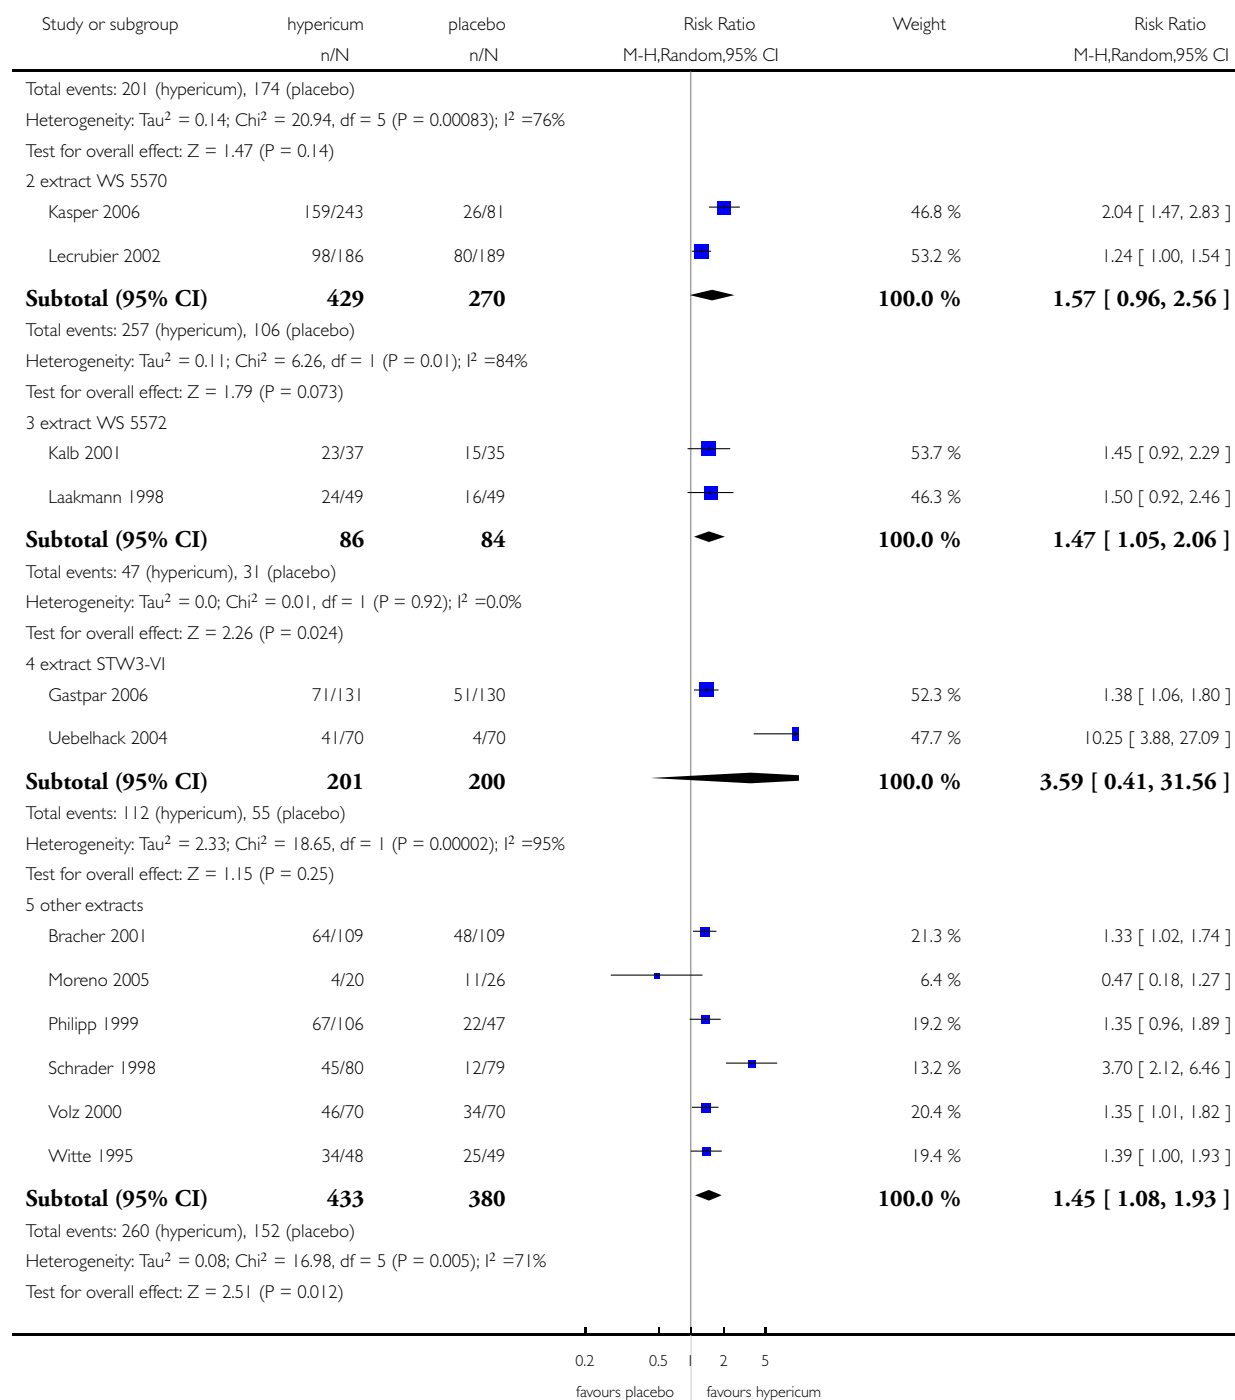 Study or subgroup hypericum placebo Risk Ratio Weight Risk Ratio
n/N n/N M-H,Random,95% CI M-H,Random,95% CI
Total events: 201 (hypericum), 174 (placebo)
Heterogeneity: Tau² = 0.14; Chi² = 20.94, df = 5 (P = 0.00083); I² =76%
Test for overall effect: Z = 1.47 (P = 0.14)
2 extract WS 5570
Kasper 2006 159/243 26/81 46.8 % 2.04 [ 1.47, 2.83 ]
Lecrubier 2002 98/186 80/189 53.2 % 1.24 [ 1.00, 1.54 ]
Subtotal (95% CI) 429 270 100.0 % 1.57 [ 0.96, 2.56 ]
Total events: 257 (hypericum), 106 (placebo)
Heterogeneity: Tau² = 0.11; Chi² = 6.26, df = 1 (P = 0.01); I² =84%
Test for overall effect: Z = 1.79 (P = 0.073)
3 extract WS 5572
Kalb 2001 23/37 15/35 53.7 % 1.45 [ 0.92, 2.29 ]
Laakmann 1998 24/49 16/49 46.3 % 1.50 [ 0.92, 2.46 ]
Subtotal (95% CI) 86 84 100.0 % 1.47 [ 1.05, 2.06 ]
Total events: 47 (hypericum), 31 (placebo)
Heterogeneity: Tau² = 0.0; Chi² = 0.01, df = 1 (P = 0.92); I² =0.0%
Test for overall effect: Z = 2.26 (P = 0.024)
4 extract STW3-VI
Gastpar 2006 71/131 51/130 52.3 % 1.38 [ 1.06, 1.80 ]
Uebelhack 2004 41/70 4/70 47.7 % 10.25 [ 3.88, 27.09 ]
Subtotal (95% CI) 201 200 100.0 % 3.59 [ 0.41, 31.56 ]
Total events: 112 (hypericum), 55 (placebo)
Heterogeneity: Tau² = 2.33; Chi² = 18.65, df = 1 (P = 0.00002); I² =95%
Test for overall effect: Z = 1.15 (P = 0.25)
5 other extracts
Bracher 2001 64/109 48/109 21.3 % 1.33 [ 1.02, 1.74 ]
Moreno 2005 4/20 11/26 6.4 % 0.47 [ 0.18, 1.27 ]
Philipp 1999 67/106 22/47 19.2 % 1.35 [ 0.96, 1.89 ]
Schrader 1998 45/80 12/79 13.2 % 3.70 [ 2.12, 6.46 ]
Volz 2000 46/70 34/70 20.4 % 1.35 [ 1.01, 1.82 ]
Witte 1995 34/48 25/49 19.4 % 1.39 [ 1.00, 1.93 ]
Subtotal (95% CI) 433 380 100.0 % 1.45 [ 1.08, 1.93 ]
Total events: 260 (hypericum), 152 (placebo)
Heterogeneity: Tau² = 0.08; Chi² = 16.98, df = 5 (P = 0.005); I² =71%
Test for overall effect: Z = 2.51 (P = 0.012)
0.2 0.5 1 2 5
favours placebo favours hypericum